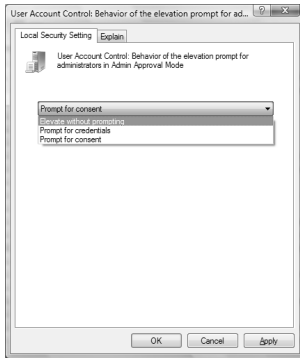 User Account Control: Behavior of the elevation prompt for ad...
Local Security Setting
Explain
User Account Control: Behavior of the elevation prompt for
administrators in Admin Approval Mode
Prompt for consent
Elevate without prompting
Prompt for credentials
Prompt for consent
OK
Cancel
Apply